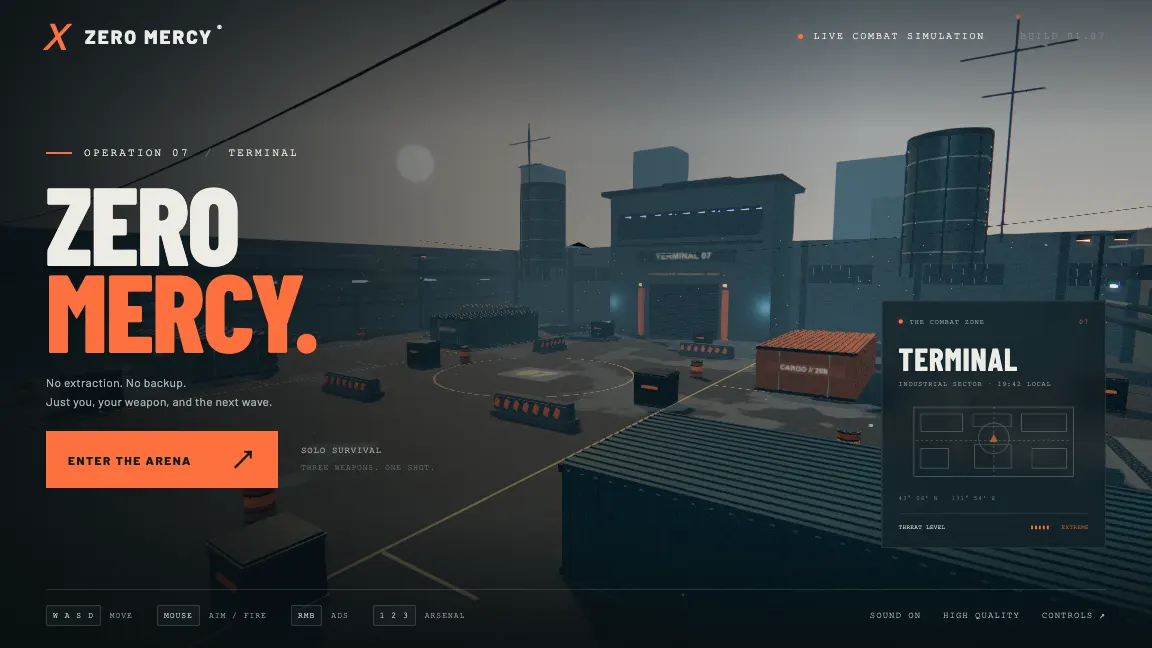 ZERO MERCY
LIVE COMBAT SIMULATION
BUILD 01.07
OPERATION 07 / TERMINAL
ZERO
MERCY.
No extraction. No backup.
Just you, your weapon, and the next wave.
ENTER THE ARENA ↗
SOLO SURVIVAL
THREE WEAPONS. ONE SHOT.
TERMINAL 07
CARGO // 20B
THE COMBAT ZONE 07
TERMINAL
INDUSTRIAL SECTOR · 19:42 LOCAL
THREAT LEVEL EXTREME
W A S D MOVE
MOUSE AIM / FIRE
RMB ADS
1 2 3 ARSENAL
SOUND ON
HIGH QUALITY
CONTROLS ↗